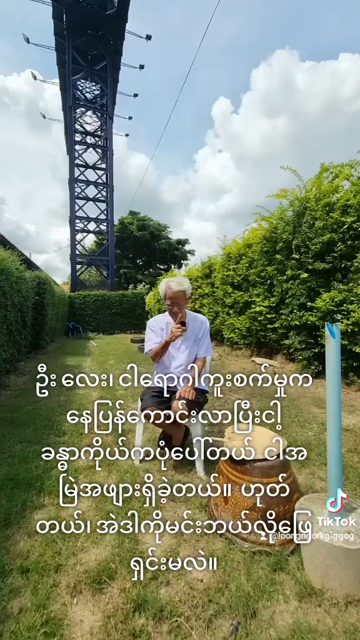 ဦး လေး၊ ငါရောဂါကူးစက်မှုက
နေပြန်ကောင်းလာပြီးငါ့
ခန္ဓာကိုယ်ကပုံပေါ်တယ် ငါအ
မြဲအဖျားရှိခဲ့တယ်။ ဟုတ်
တယ်၊ အဲဒါကိုမင်းဘယ်လိုဖြေ
ရှင်းမလဲ။
TikTok